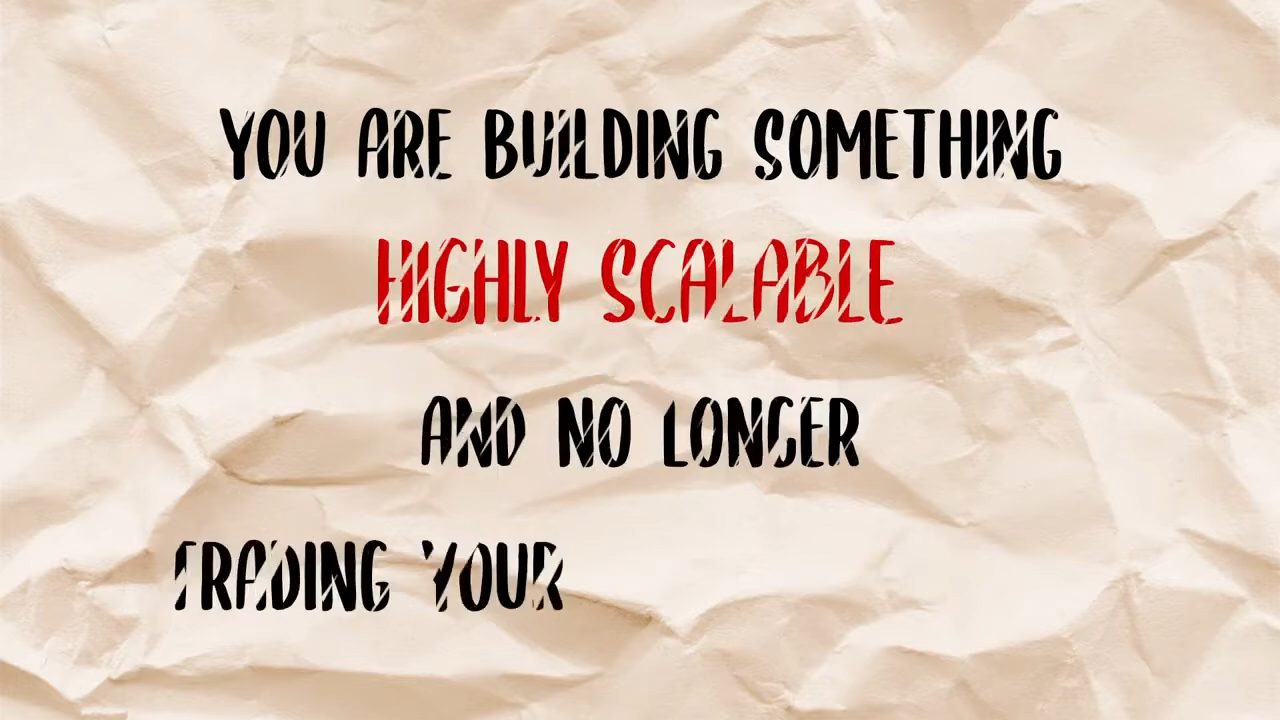 YOU ARE BUILDING SOMETHING
HIGHLY SCALABLE
AND NO LONGER
TRADING YOUR